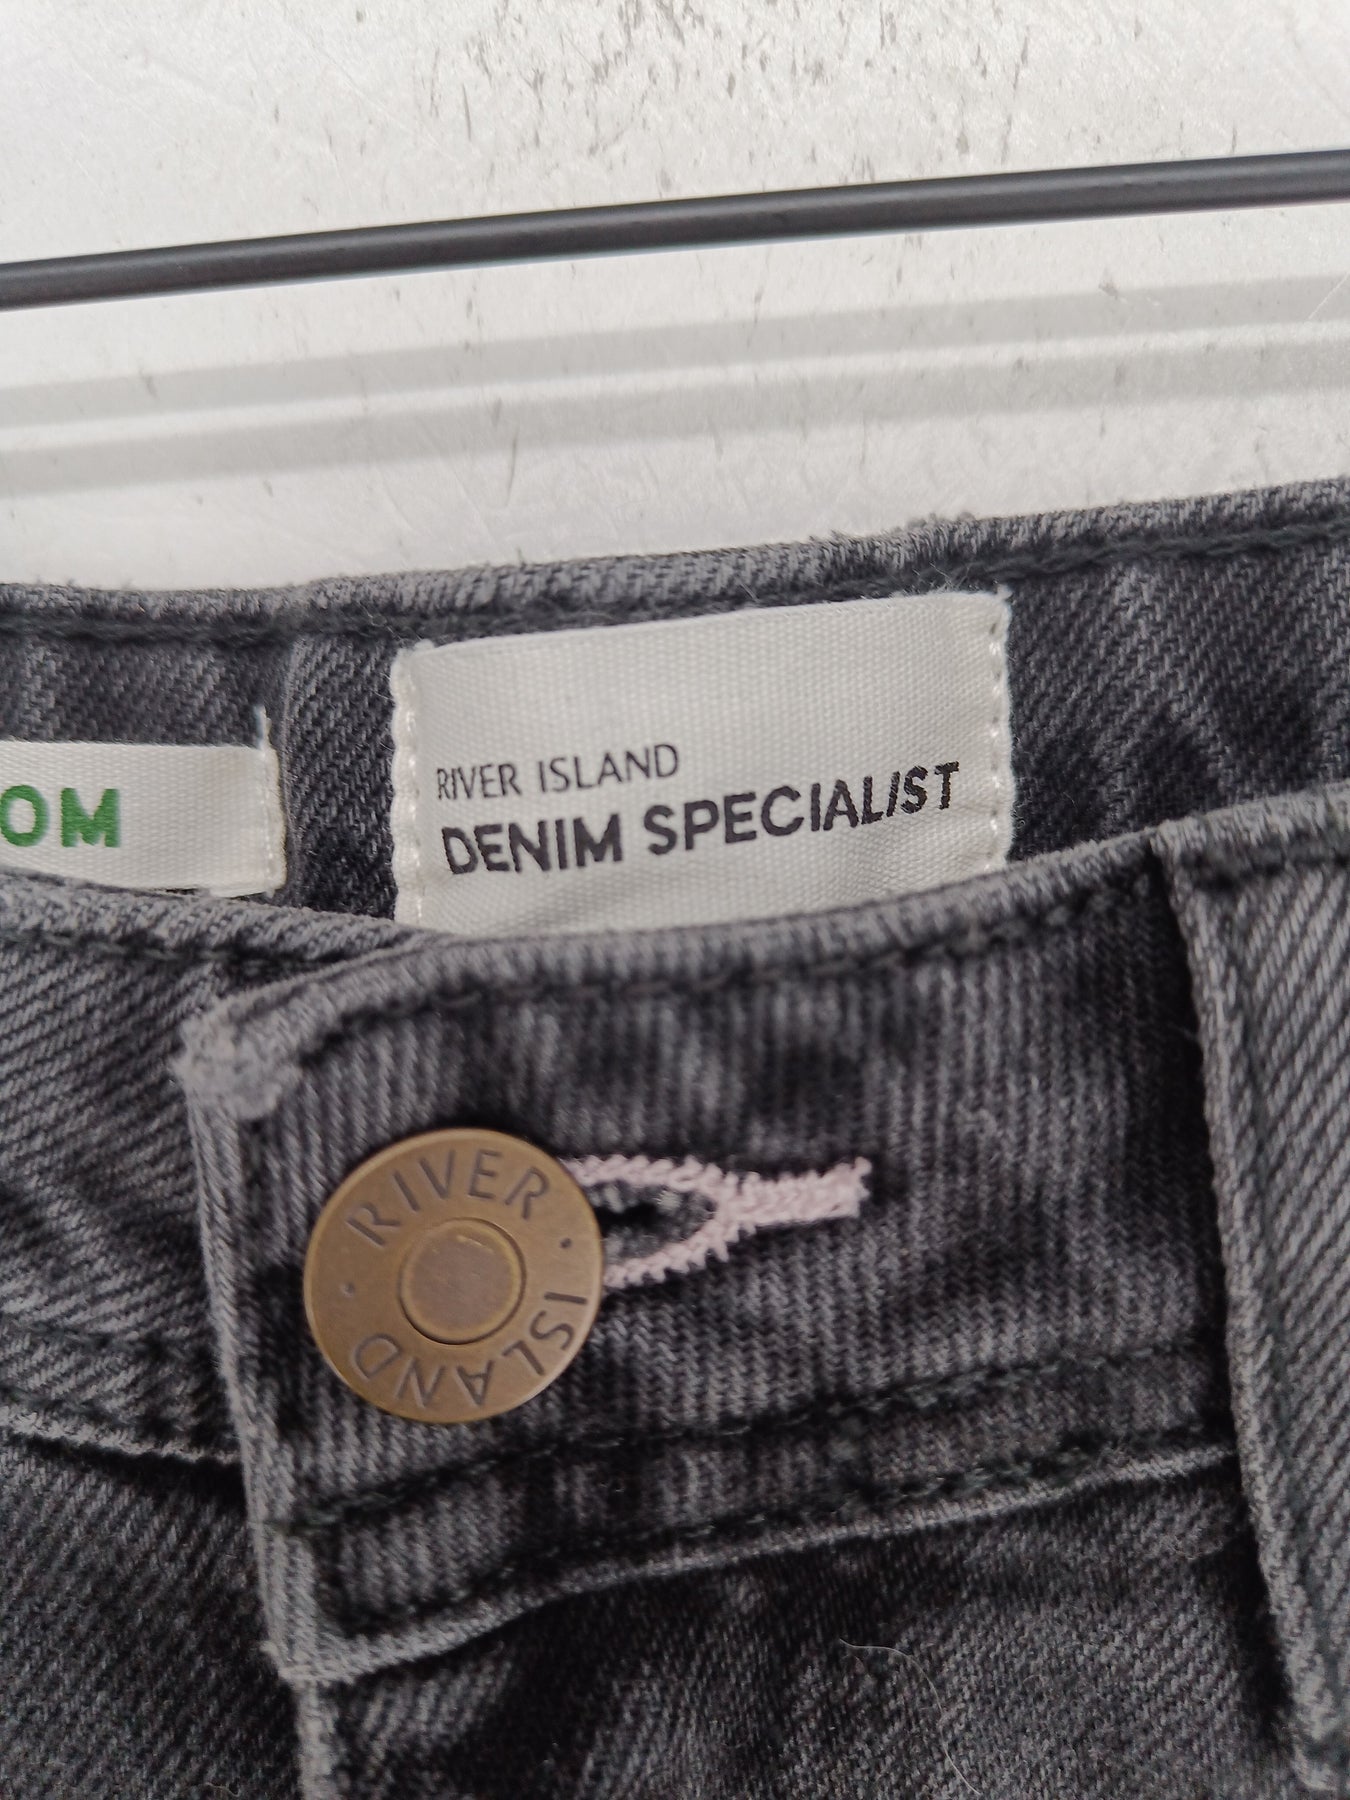 RIVER ISLAND
DENIM SPECIALIST
OM
RIVER · ISLAND ·